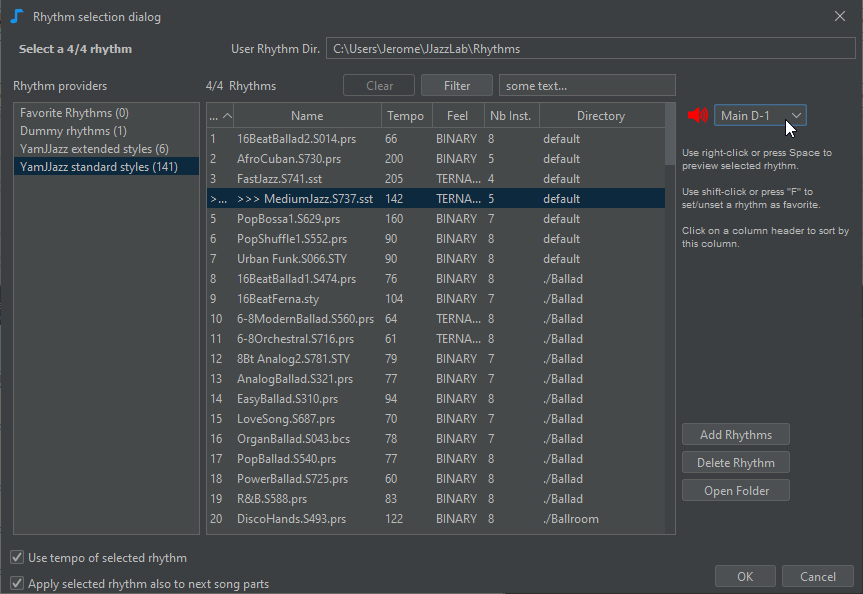 Rhythm selection dialog
Select a 4/4 rhythm
User Rhythm Dir. C:\Users\Jerome\JJazzLab\Rhythms
Rhythm providers
4/4 Rhythms Clear Filter some text...
Favorite Rhythms (0)
Dummy rhythms (1)
YamJJazz extended styles (6)
YamJJazz standard styles (141)
... Name Tempo Feel Nb Inst. Directory
1 16BeatBallad2.S014.prs 66 BINARY 8 default
2 AfroCuban.S730.prs 200 BINARY 5 default
3 FastJazz.S741.sst 205 TERNA... 4 default
>... >>> MediumJazz.S737.sst 142 TERNA... 5 default
5 PopBossa1.S629.prs 160 BINARY 7 default
6 PopShuffle1.S552.prs 90 BINARY 8 default
7 Urban Funk.S066.STY 90 BINARY 8 default
8 16BeatBallad1.S474.prs 76 BINARY 8 ./Ballad
9 16BeatFerna.sty 104 BINARY 7 ./Ballad
10 6-8ModernBallad.S560.prs 64 TERNA... 8 ./Ballad
11 6-8Orchestral.S716.prs 61 TERNA... 8 ./Ballad
12 8Bt Analog2.S781.STY 79 BINARY 7 ./Ballad
13 AnalogBallad.S321.prs 77 BINARY 7 ./Ballad
14 EasyBallad.S310.prs 94 BINARY 8 ./Ballad
15 LoveSong.S687.prs 70 BINARY 7 ./Ballad
16 OrganBallad.S043.bcs 78 BINARY 7 ./Ballad
17 PopBallad.S540.prs 77 BINARY 8 ./Ballad
18 PowerBallad.S725.prs 60 BINARY 8 ./Ballad
19 R&B.S588.prs 83 BINARY 8 ./Ballad
20 DiscoHands.S493.prs 122 BINARY 8 ./Ballroom
Main D-1
Use right-click or press Space to
preview selected rhythm.
Use shift-click or press "F" to
set/unset a rhythm as favorite.
Click on a column header to sort by
this column.
Add Rhythms
Delete Rhythm
Open Folder
Use tempo of selected rhythm
Apply selected rhythm also to next song parts
OK Cancel